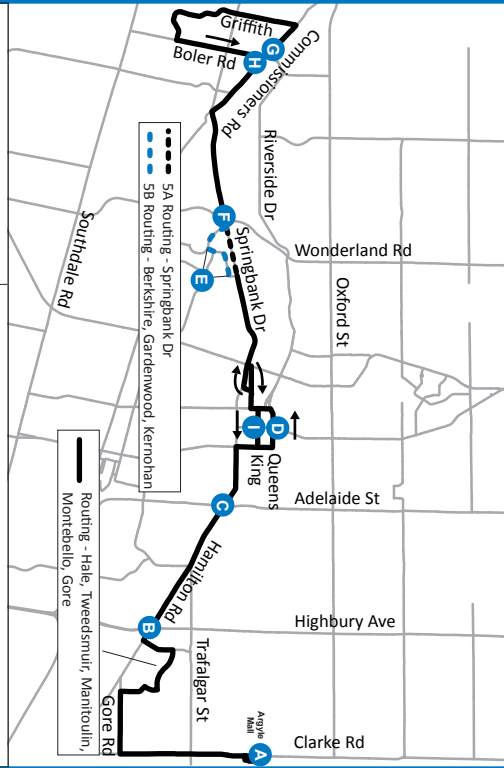 Griffith
Boler Rd
G
H
Commissioners Rd
Riverside Dr
5A Routing - Springbank Dr
5B Routing - Berkshire, Gardenwood, Kernohan
F
Springbank Dr
Wonderland Rd
E
Southdale Rd
Oxford St
D
I
Queens
King
Adelaide St
C
Hamilton Rd
Highbury Ave
B
Trafalgar St
Routing - Hale, Tweedsmuir, Manitoulin,
Montebello, Gore
Gore Rd
Argyle
Mall
A
Clarke Rd